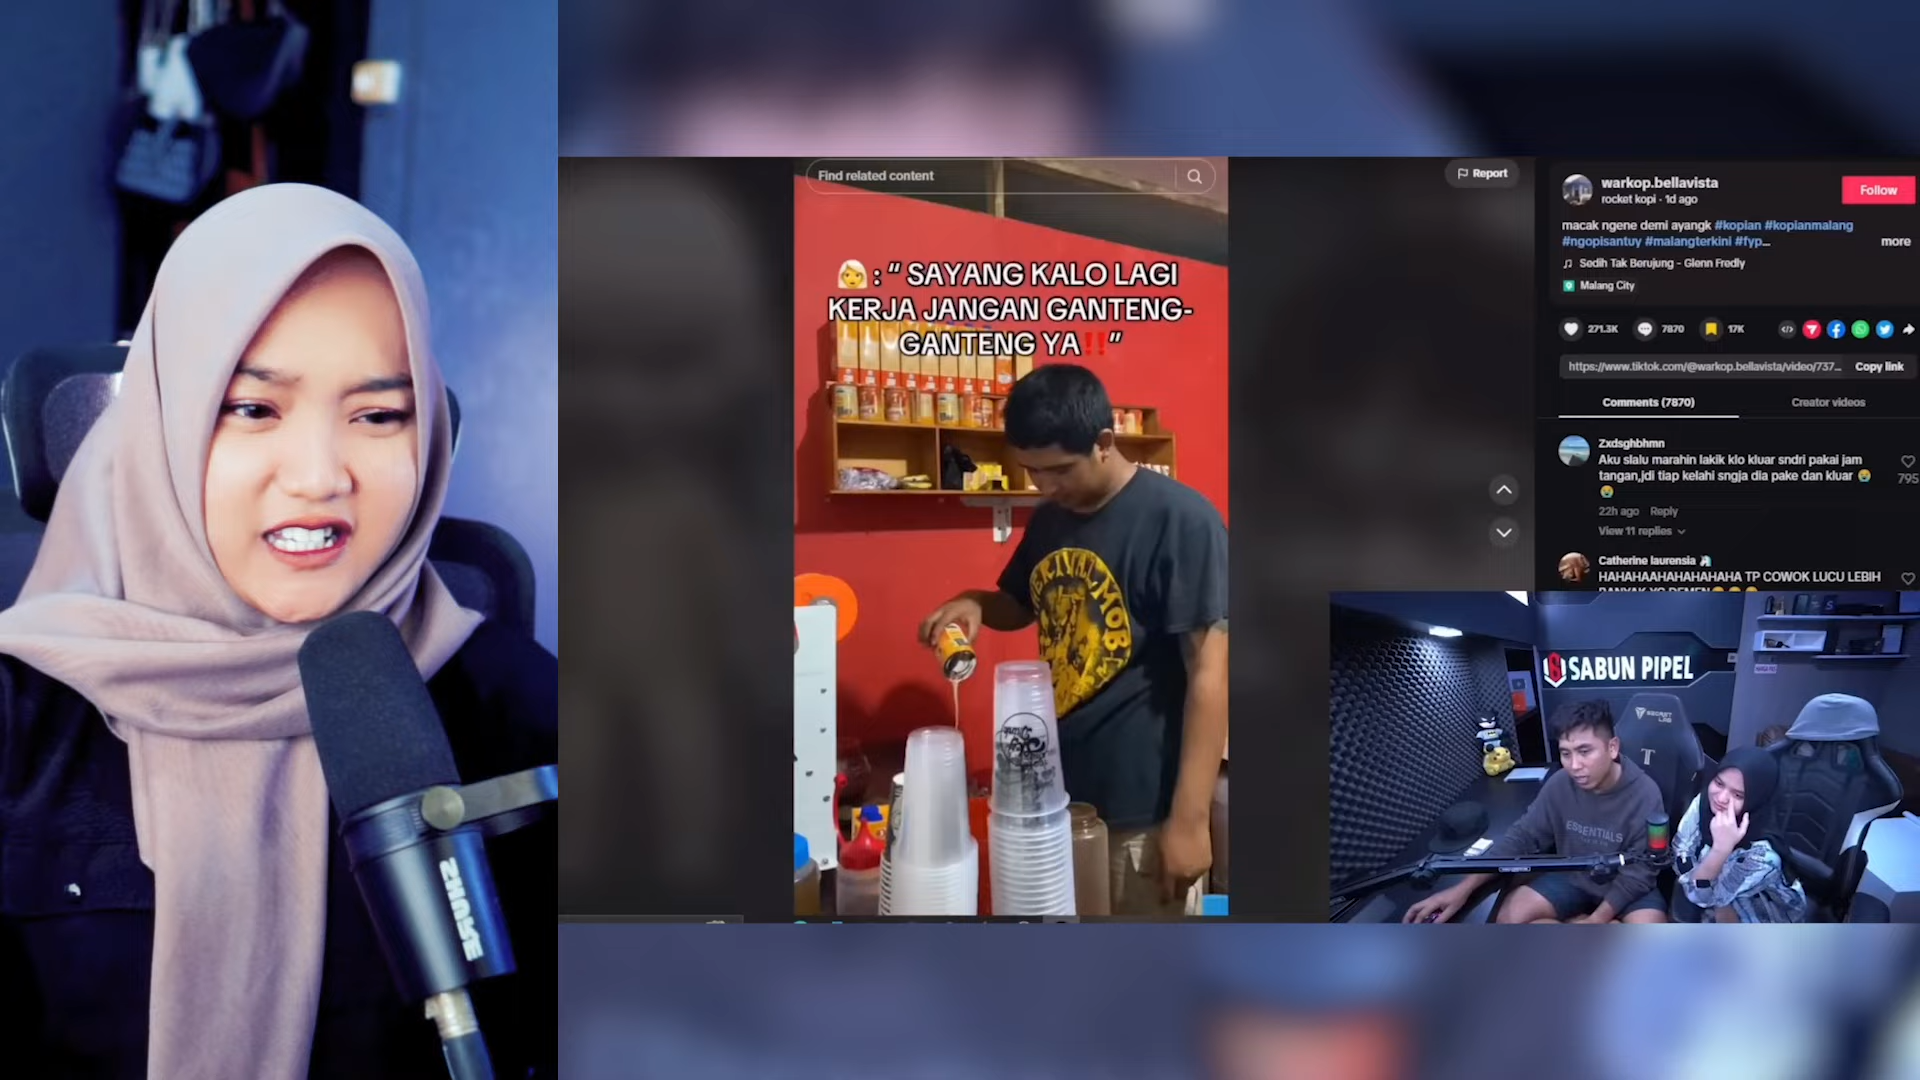 Find related content
Report
: " SAYANG KALO LAGI
KERJA JANGAN GANTENG-
GANTENG YA‼️"
warkop.bellavista
rocket kopi · 1d ago
Follow
macak ngene demi ayangk #kopian #kopianmalang
#ngopisantuy #malangterkini #fyp...
more
Sedih Tak Berujung - Glenn Fredly
Malang City
271.3K
7870
17K
https://www.tiktok.com/@warkop.bellavista/video/737...
Copy link
Comments (7870)
Creator videos
Zxdsghbhmn
Aku slalu marahin lakik klo kluar sndri pakai jam
tangan,jdi tiap kelahi sngja dia pake dan kluar 😭
😭
795
22h ago
Reply
View 11 replies
Catherine laurensia
HAHAHAAHAHAHAHAHA TP COWOK LUCU LEBIH
SABUN PIPEL
SECRET
LAB
ESSENTIALS
SHURE